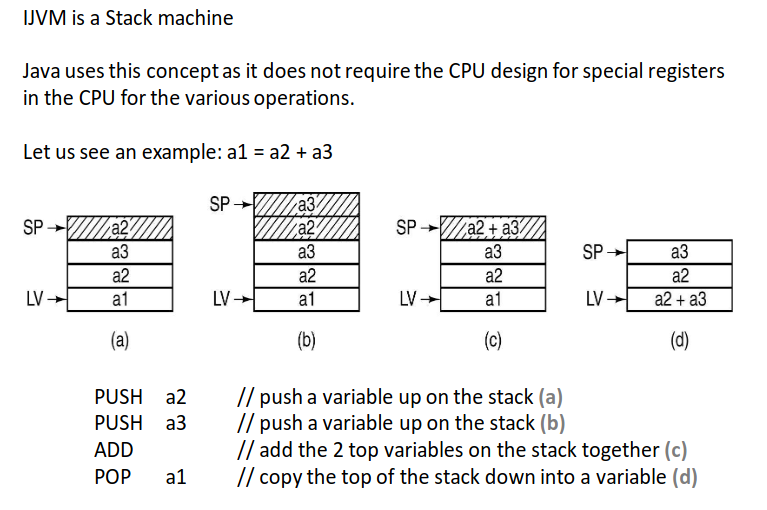 IJVM is a Stack machine
Java uses this concept as it does not require the CPU design for special registers
in the CPU for the various operations.
Let us see an example: a1 = a2 + a3
SP a2
a3
a2
LV a1
(a)
SP a3
a2
a3
a2
LV a1
(b)
SP a2 + a3
a3
a2
LV a1
(c)
SP a3
a2
LV a2 + a3
(d)
PUSH a2 // push a variable up on the stack (a)
PUSH a3 // push a variable up on the stack (b)
ADD // add the 2 top variables on the stack together (c)
POP a1 // copy the top of the stack down into a variable (d)